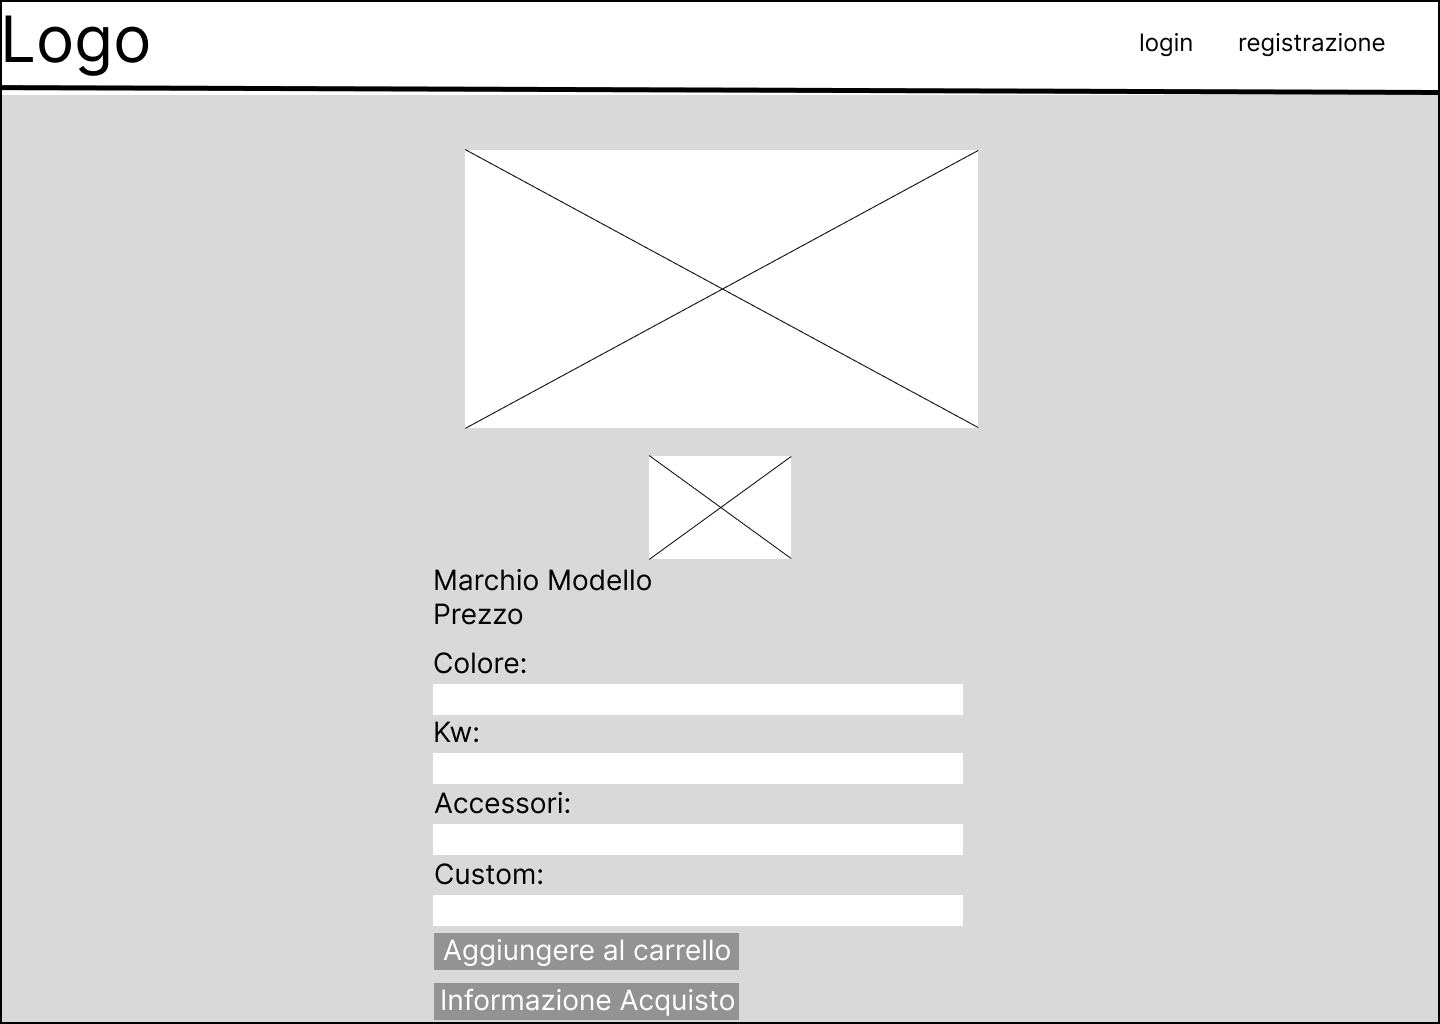 Logo
login registrazione
Marchio Modello
Prezzo
Colore:
Kw:
Accessori:
Custom:
Aggiungere al carrello
Informazione Acquisto